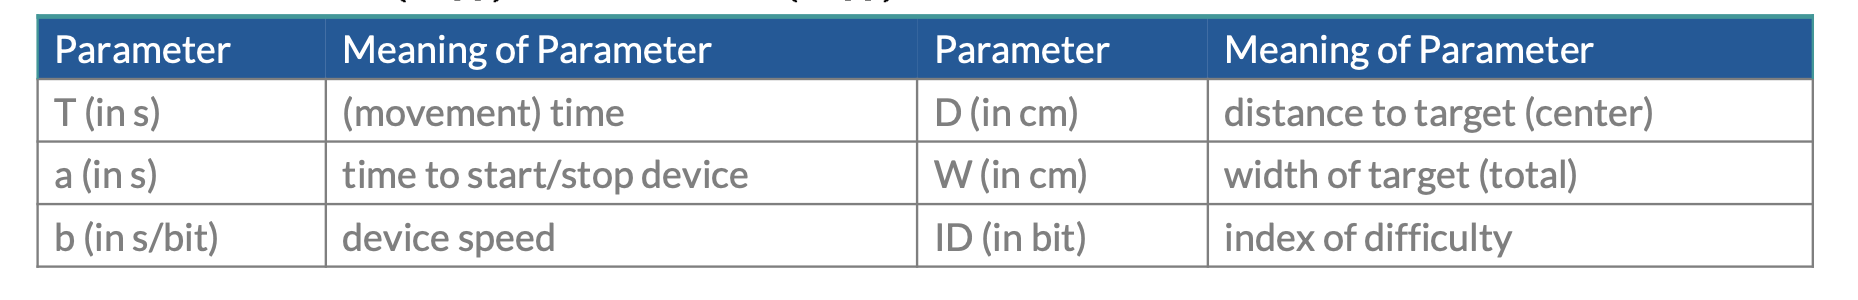 Parameter Meaning of Parameter Parameter Meaning of Parameter
T (in s) (movement) time D (in cm) distance to target (center)
a (in s) time to start/stop device W (in cm) width of target (total)
b (in s/bit) device speed ID (in bit) index of difficulty